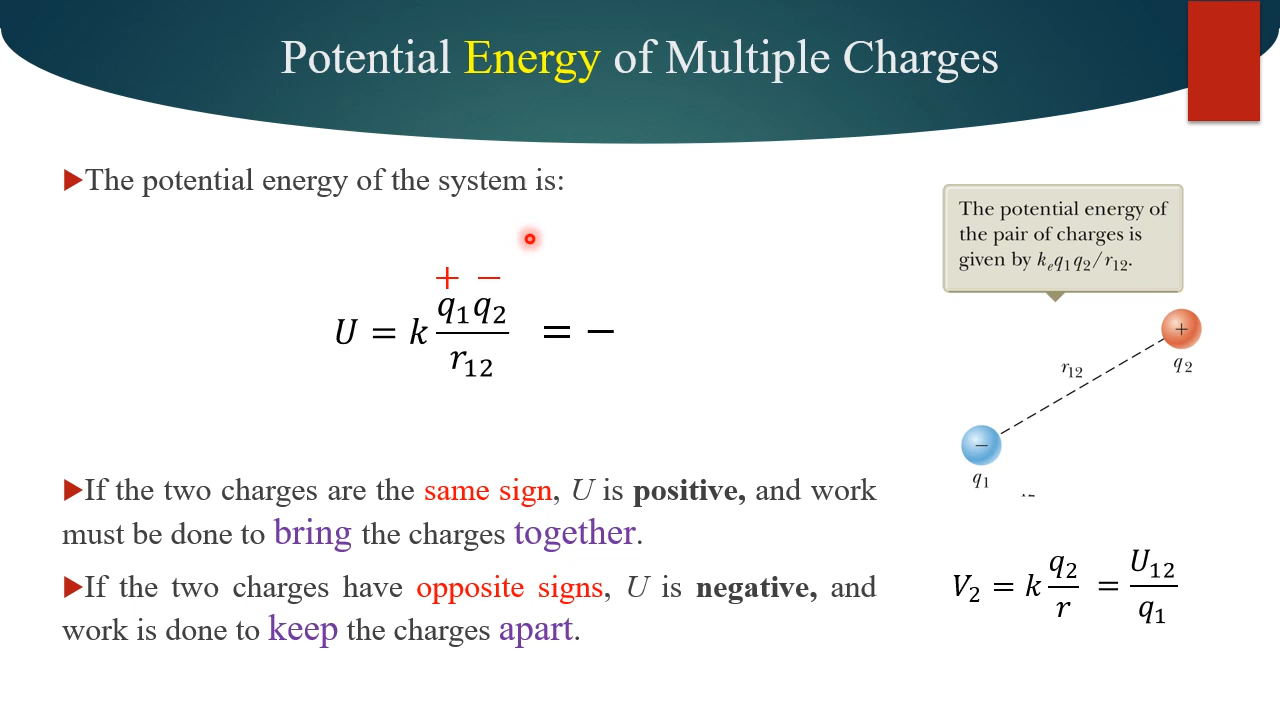 Potential Energy of Multiple Charges
The potential energy of the system is:
+ −
U = k q₁q₂ / r₁₂ = −
The potential energy of
the pair of charges is
given by kₑq₁q₂/r₁₂.
+
q₂
r₁₂
−
q₁
If the two charges are the same sign, U is positive, and work
must be done to bring the charges together.
If the two charges have opposite signs, U is negative, and
work is done to keep the charges apart.
V₂ = k q₂ / r = U₁₂ / q₁